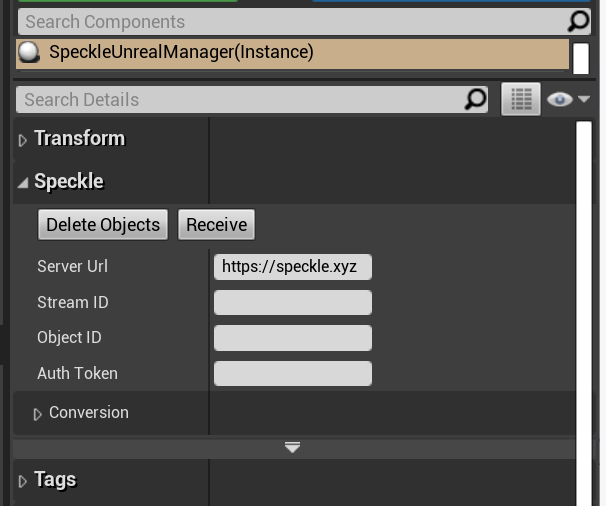 Search Components
SpeckleUnrealManager(Instance)
Search Details
Transform
Speckle
Delete Objects Receive
Server Url https://speckle.xyz
Stream ID
Object ID
Auth Token
Conversion
Tags